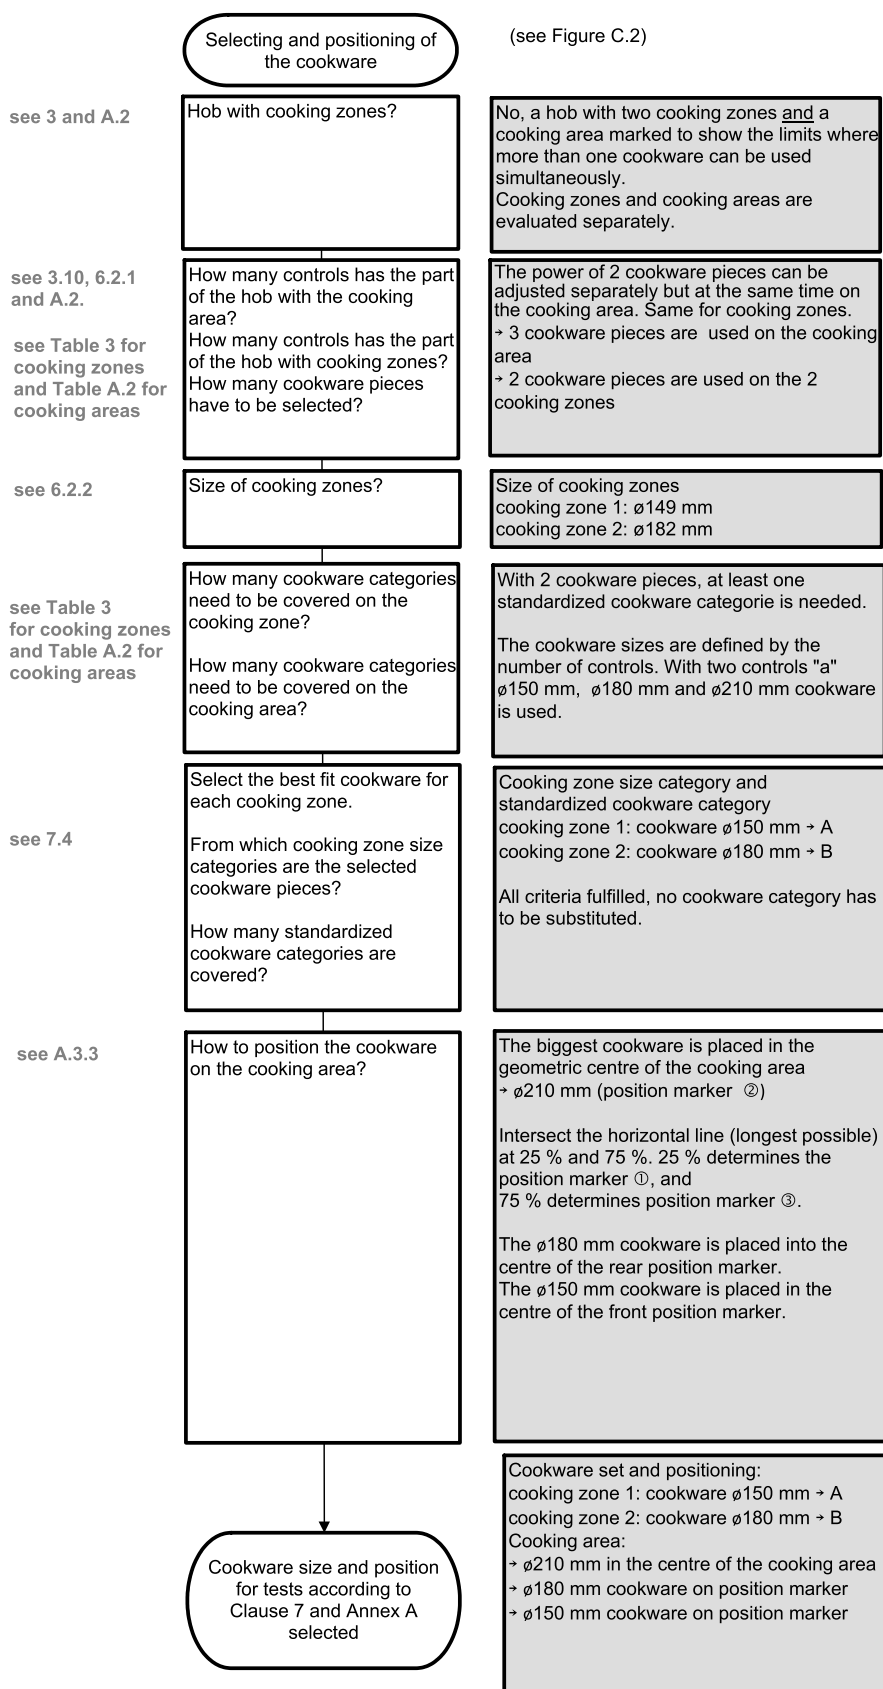 Selecting and positioning of
the cookware
(see Figure C.2)
see 3 and A.2
Hob with cooking zones?
No, a hob with two cooking zones and a
cooking area marked to show the limits where
more than one cookware can be used
simultaneously.
Cooking zones and cooking areas are
evaluated separately.
see 3.10, 6.2.1
and A.2.
see Table 3 for
cooking zones
and Table A.2 for
cooking areas
How many controls has the part
of the hob with the cooking
area?
How many controls has the part
of the hob with cooking zones?
How many cookware pieces
have to be selected?
The power of 2 cookware pieces can be
adjusted separately but at the same time on
the cooking area. Same for cooking zones.
→ 3 cookware pieces are used on the cooking
area
→ 2 cookware pieces are used on the 2
cooking zones
see 6.2.2
Size of cooking zones?
Size of cooking zones
cooking zone 1: ø149 mm
cooking zone 2: ø182 mm
see Table 3
for cooking zones
and Table A.2 for
cooking areas
How many cookware categories
need to be covered on the
cooking zone?
How many cookware categories
need to be covered on the
cooking area?
With 2 cookware pieces, at least one
standardized cookware categorie is needed.
The cookware sizes are defined by the
number of controls. With two controls "a"
ø150 mm, ø180 mm and ø210 mm cookware
is used.
see 7.4
Select the best fit cookware for
each cooking zone.
From which cooking zone size
categories are the selected
cookware pieces?
How many standardized
cookware categories are
covered?
Cooking zone size category and
standardized cookware category
cooking zone 1: cookware ø150 mm → A
cooking zone 2: cookware ø180 mm → B
All criteria fulfilled, no cookware category has
to be substituted.
see A.3.3
How to position the cookware
on the cooking area?
The biggest cookware is placed in the
geometric centre of the cooking area
→ ø210 mm (position marker ②)
Intersect the horizontal line (longest possible)
at 25 % and 75 %. 25 % determines the
position marker ①, and
75 % determines position marker ③.
The ø180 mm cookware is placed into the
centre of the rear position marker.
The ø150 mm cookware is placed in the
centre of the front position marker.
Cookware size and position
for tests according to
Clause 7 and Annex A
selected
Cookware set and positioning:
cooking zone 1: cookware ø150 mm → A
cooking zone 2: cookware ø180 mm → B
Cooking area:
→ ø210 mm in the centre of the cooking area
→ ø180 mm cookware on position marker
→ ø150 mm cookware on position marker